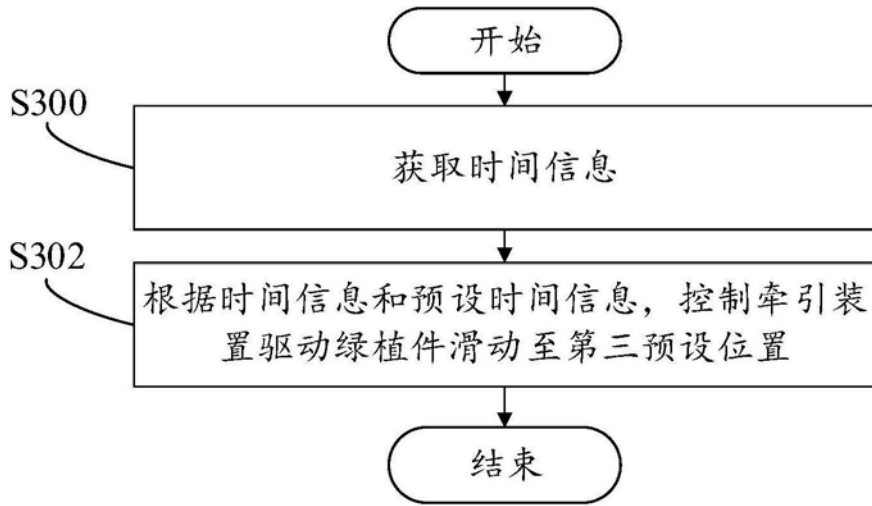 开始
S300
获取时间信息
S302
根据时间信息和预设时间信息，控制牵引装
置驱动绿植件滑动至第三预设位置
结束